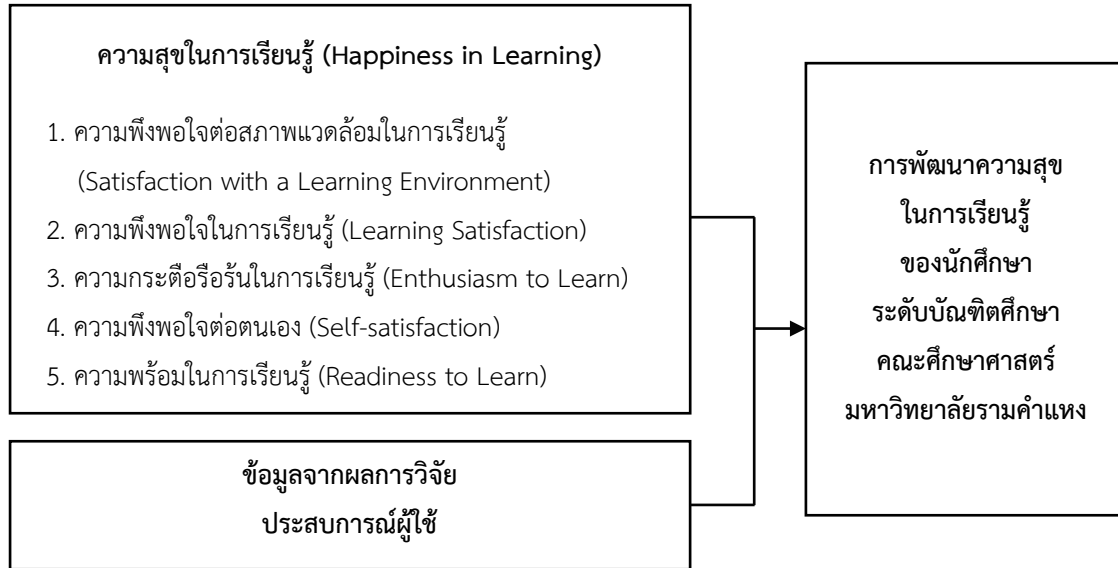 ความสุขในการเรียนรู้ (Happiness in Learning)
1. ความพึงพอใจต่อสภาพแวดล้อมในการเรียนรู้
(Satisfaction with a Learning Environment)
2. ความพึงพอใจในการเรียนรู้ (Learning Satisfaction)
3. ความกระตือรือร้นในการเรียนรู้ (Enthusiasm to Learn)
4. ความพึงพอใจต่อตนเอง (Self-satisfaction)
5. ความพร้อมในการเรียนรู้ (Readiness to Learn)
ข้อมูลจากผลการวิจัย
ประสบการณ์ผู้ใช้
การพัฒนาความสุข
ในการเรียนรู้
ของนักศึกษา
ระดับบัณฑิตศึกษา
คณะศึกษาศาสตร์
มหาวิทยาลัยรามคำแหง